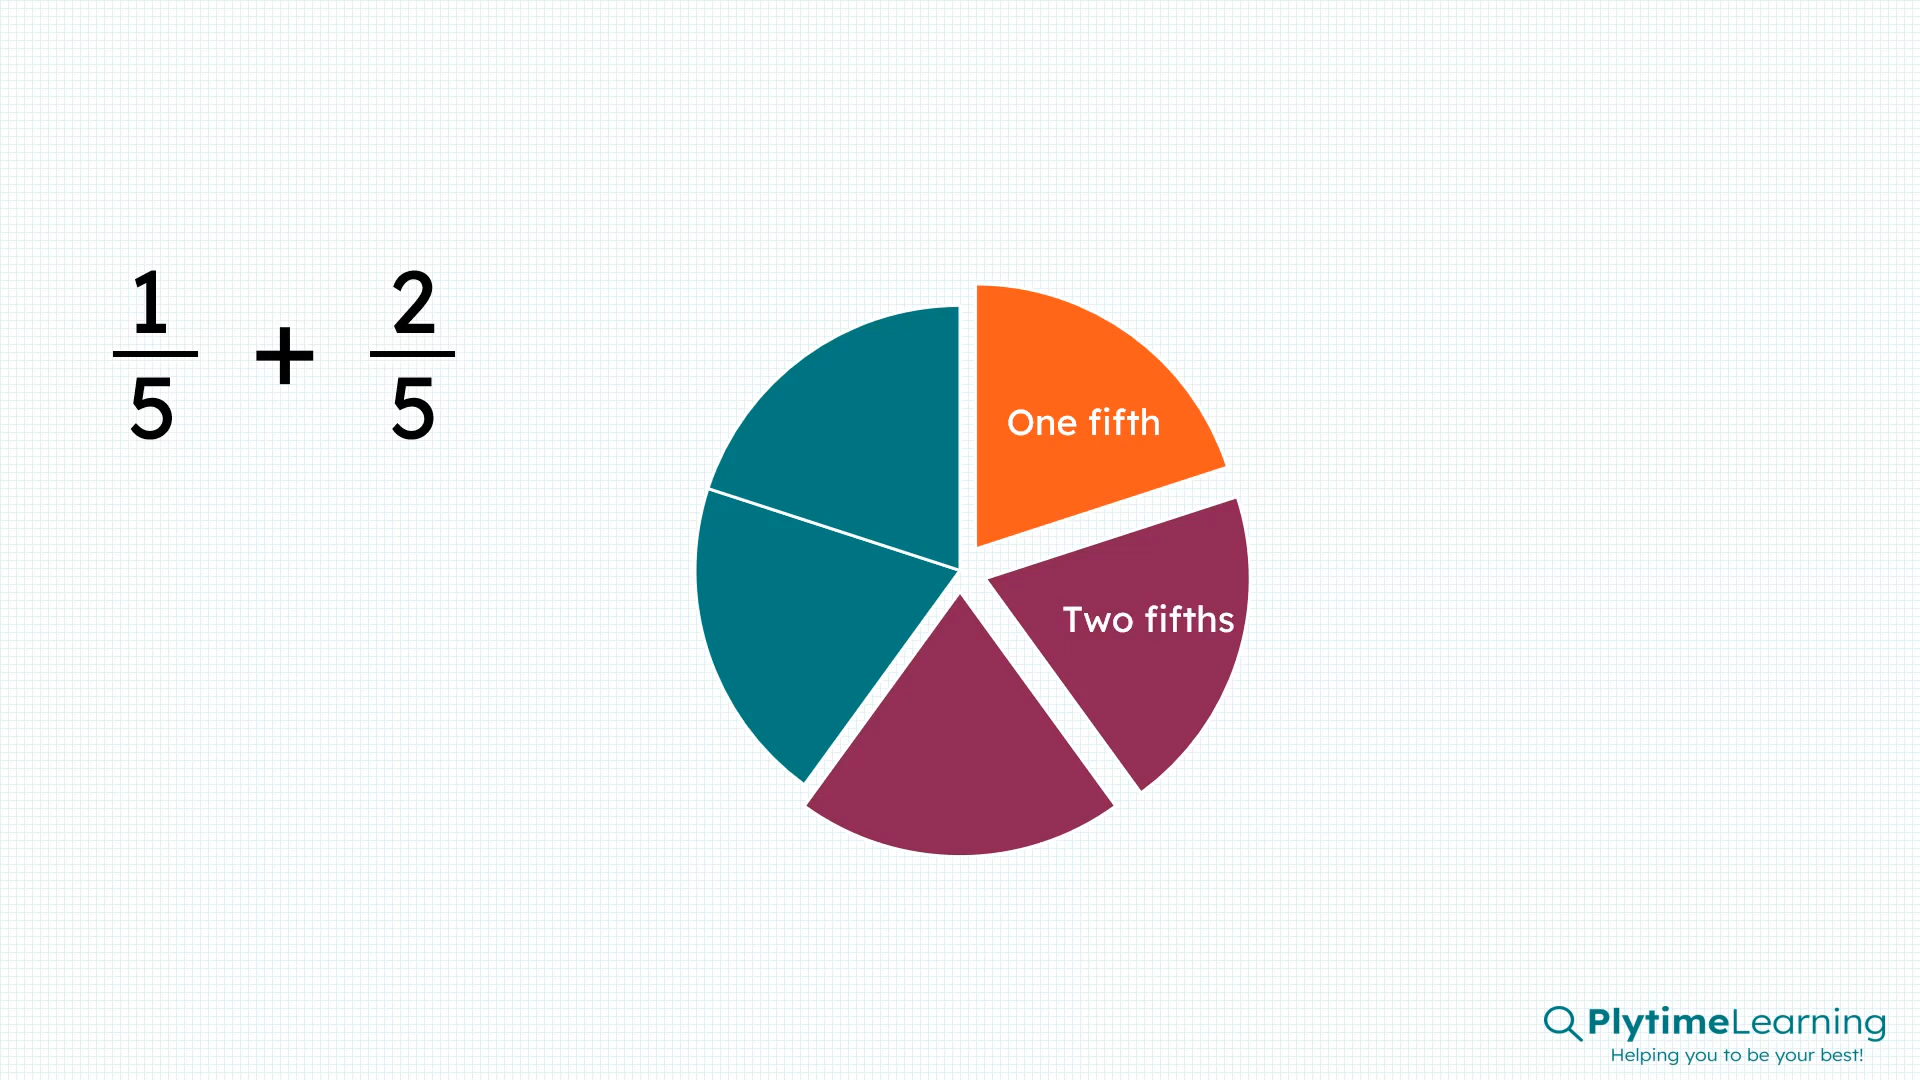 1/5 + 2/5
One fifth
Two fifths
PlytimeLearning
Helping you to be your best!